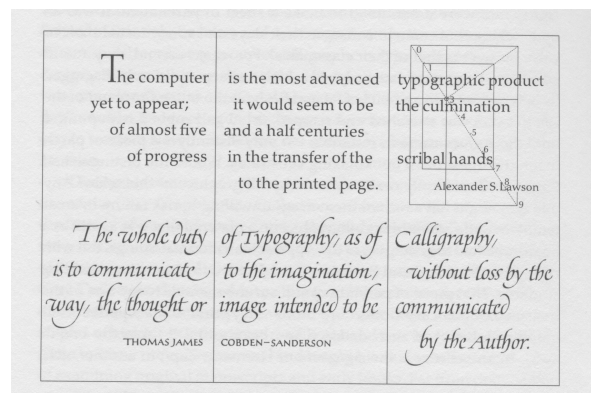 The computer is the most advanced typographic product
yet to appear; it would seem to be the culmination
of almost five and a half centuries
of progress in the transfer of the scribal hands
to the printed page.
Alexander S. Lawson
0
1
3
4
5
6
7
8
9
The whole duty of Typography, as of Calligraphy,
is to communicate to the imagination, without loss by the
way, the thought or image intended to be communicated
by the Author.
THOMAS JAMES COBDEN-SANDERSON